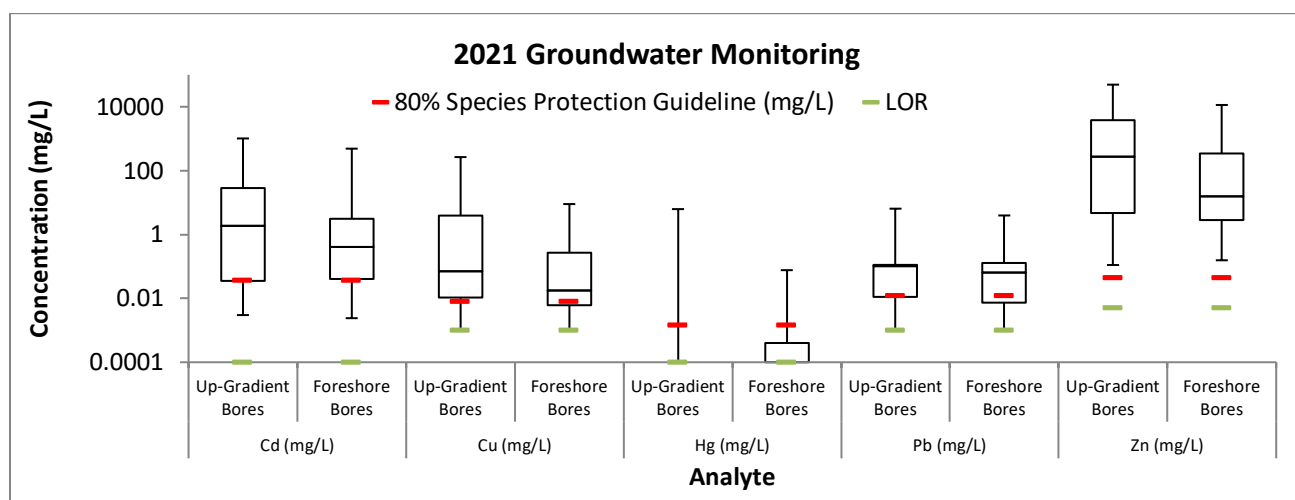 2021 Groundwater Monitoring
80% Species Protection Guideline (mg/L) LOR
Concentration (mg/L)
10000
100
1
0.01
0.0001
Up-Gradient Foreshore Up-Gradient Foreshore Up-Gradient Foreshore Up-Gradient Foreshore Up-Gradient Foreshore
Bores Bores Bores Bores Bores Bores Bores Bores Bores Bores
Cd (mg/L) Cu (mg/L) Hg (mg/L) Pb (mg/L) Zn (mg/L)
Analyte